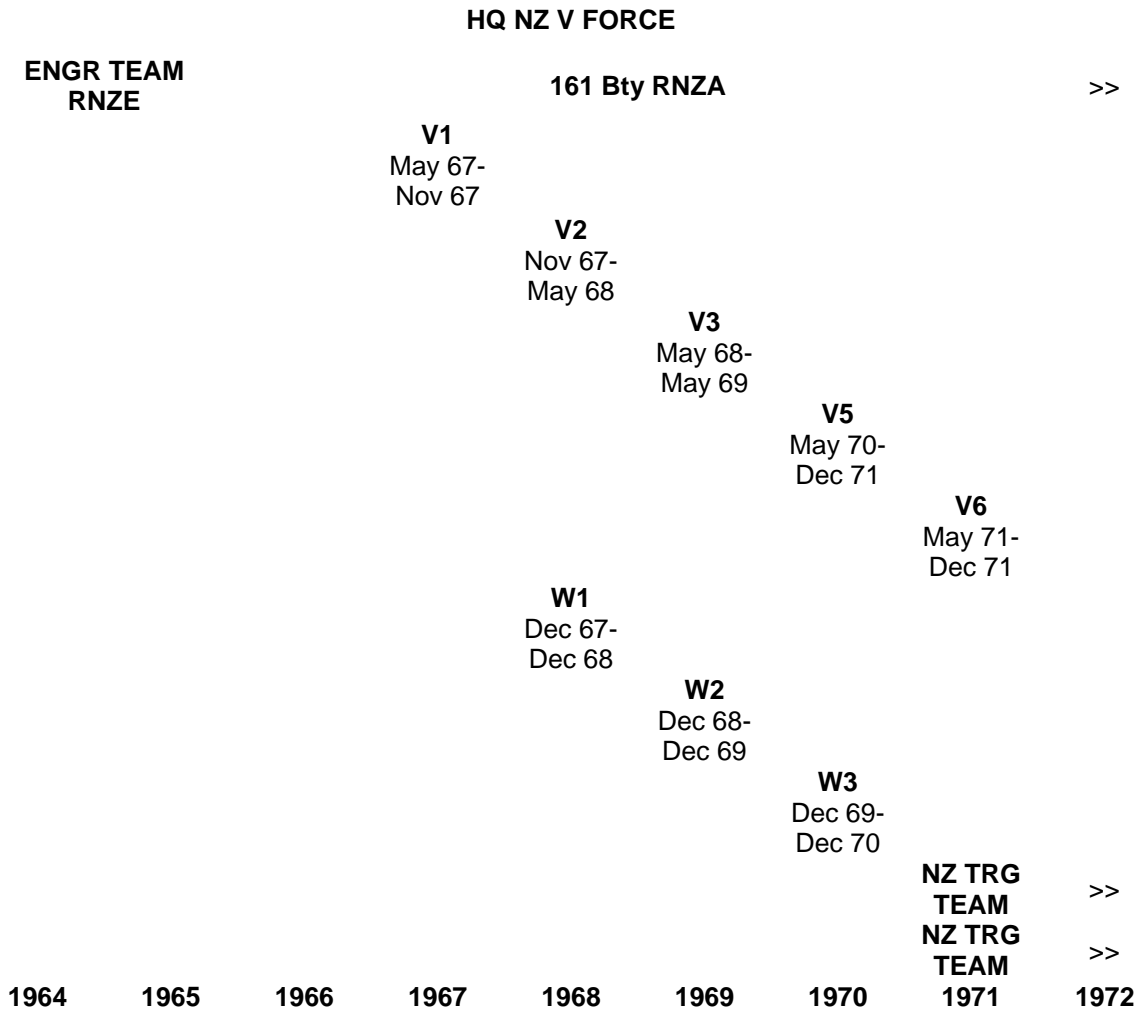 HQ NZ V FORCE
ENGR TEAM
RNZE
161 Bty RNZA
>>
V1
May 67-
Nov 67
V2
Nov 67-
May 68
V3
May 68-
May 69
V5
May 70-
Dec 71
V6
May 71-
Dec 71
W1
Dec 67-
Dec 68
W2
Dec 68-
Dec 69
W3
Dec 69-
Dec 70
NZ TRG
TEAM
>>
NZ TRG
TEAM
>>
1964 1965 1966 1967 1968 1969 1970 1971 1972